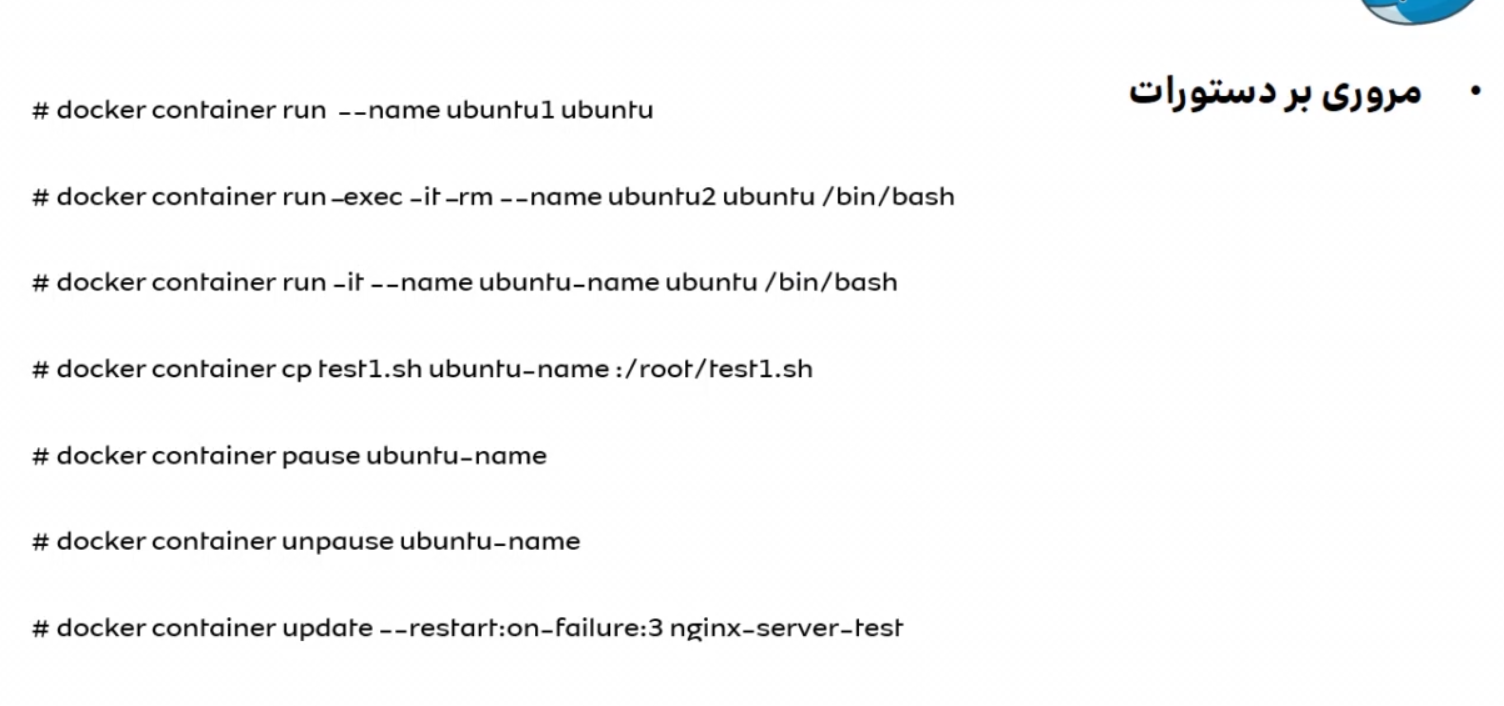 • مروری بر دستورات
# docker container run --name ubuntu1 ubuntu
# docker container run -exec -it -rm --name ubuntu2 ubuntu /bin/bash
# docker container run -it --name ubuntu-name ubuntu /bin/bash
# docker container cp test1.sh ubuntu-name :/root/test1.sh
# docker container pause ubuntu-name
# docker container unpause ubuntu-name
# docker container update --restart:on-failure:3 nginx-server-test